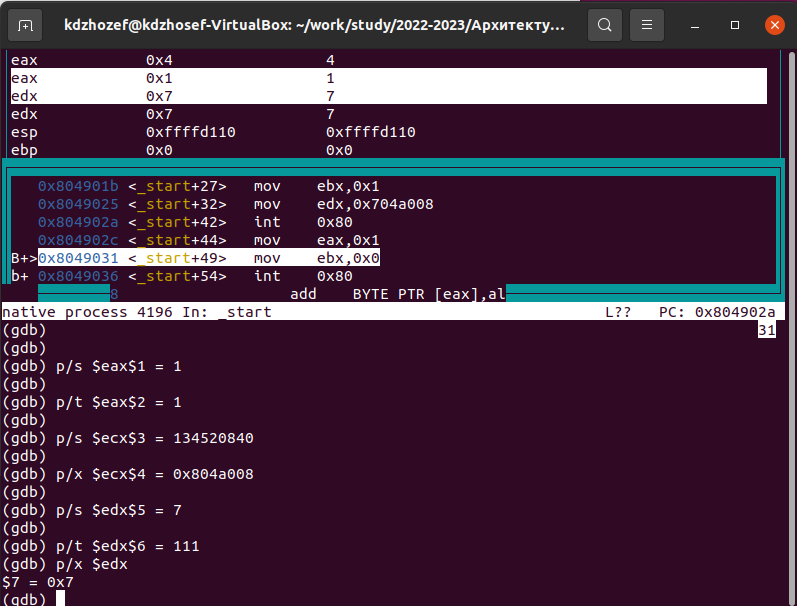 kdzhozef@kdzhosef-VirtualBox: ~/work/study/2022-2023/Архитекту...
eax            0x4              4
eax            0x1              1
edx            0x7              7
edx            0x7              7
esp            0xffffd110       0xffffd110
ebp            0x0              0x0
0x804901b <_start+27>   mov    ebx,0x1
0x8049025 <_start+32>   mov    edx,0x704a008
0x804902a <_start+42>   int    0x80
0x804902c <_start+44>   mov    eax,0x1
B+>0x8049031 <_start+49>   mov    ebx,0x0
b+ 0x8049036 <_start+54>   int    0x80
8                   add    BYTE PTR [eax],al
native process 4196 In: _start                                     L??   PC: 0x804902a
(gdb)                                                                               31
(gdb)
(gdb) p/s $eax$1 = 1
(gdb)
(gdb) p/t $eax$2 = 1
(gdb)
(gdb) p/s $ecx$3 = 134520840
(gdb)
(gdb) p/x $ecx$4 = 0x804a008
(gdb)
(gdb) p/s $edx$5 = 7
(gdb)
(gdb) p/t $edx$6 = 111
(gdb) p/x $edx
$7 = 0x7
(gdb)